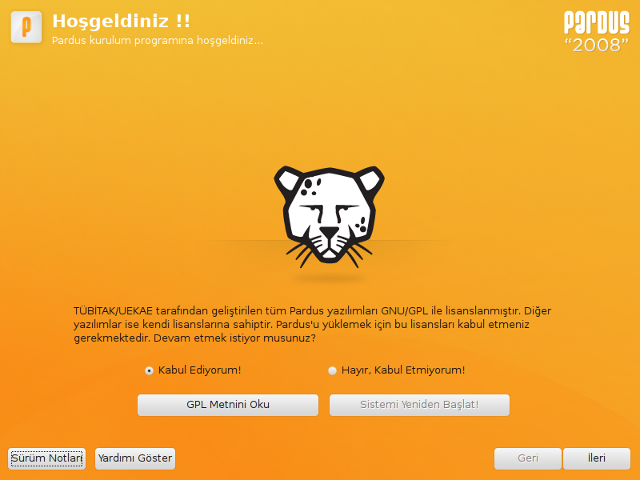 Hoşgeldiniz !!
Pardus kurulum programına hoşgeldiniz...
PARDUS
“2008”
TÜBİTAK/UEKAE tarafından geliştirilen tüm Pardus yazılımları GNU/GPL ile lisanslanmıştır. Diğer
yazılımlar ise kendi lisanslarına sahiptir. Pardus'u yüklemek için bu lisansları kabul etmeniz
gerekmektedir. Devam etmek istiyor musunuz?
Kabul Ediyorum! Hayır, Kabul Etmiyorum!
GPL Metnini Oku Sistemi Yeniden Başlat!
Sürüm Notları Yardımı Göster Geri İleri